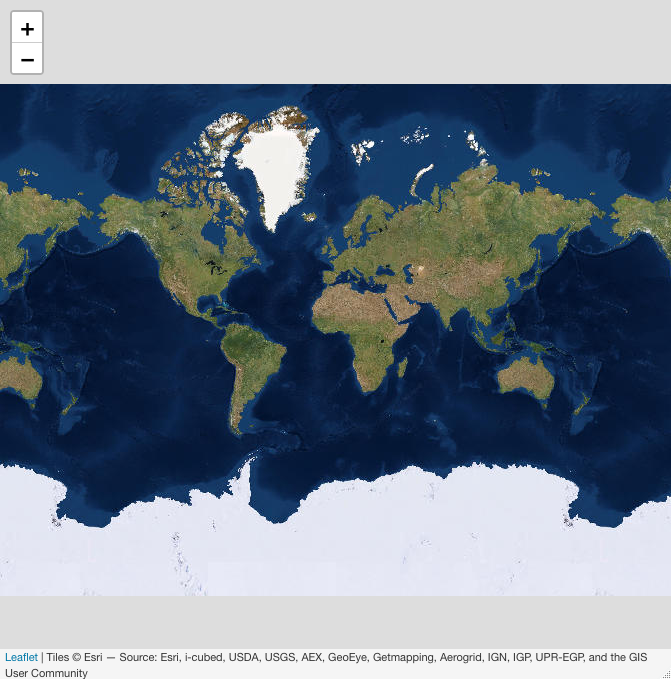 +
−
Leaflet | Tiles © Esri — Source: Esri, i-cubed, USDA, USGS, AEX, GeoEye, Getmapping, Aerogrid, IGN, IGP, UPR-EGP, and the GIS
User Community